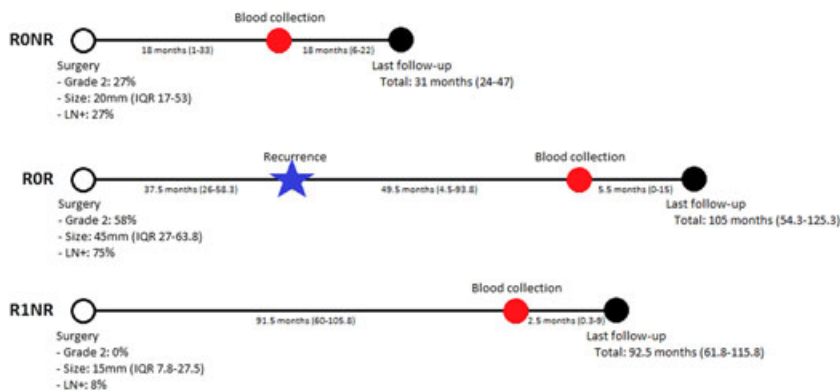 Blood collection
R0NR
18 months (1-33) 18 months (6-22)
Surgery Last follow-up
- Grade 2: 27% Total: 31 months (24-47)
- Size: 20mm (IQR 17-53)
- LN+: 27%
Recurrence Blood collection
R0R
37.5 months (26-58.3) 49.5 months (4.5-93.8) 5.5 months (0-15)
Surgery Last follow-up
- Grade 2: 58% Total: 105 months (54.3-125.3)
- Size: 45mm (IQR 27-63.8)
- LN+: 75%
Blood collection
R1NR
91.5 months (60-105.8) 2.5 months (0.3-9)
Surgery Last follow-up
- Grade 2: 0% Total: 92.5 months (61.8-115.8)
- Size: 15mm (IQR 7.8-27.5)
- LN+: 8%